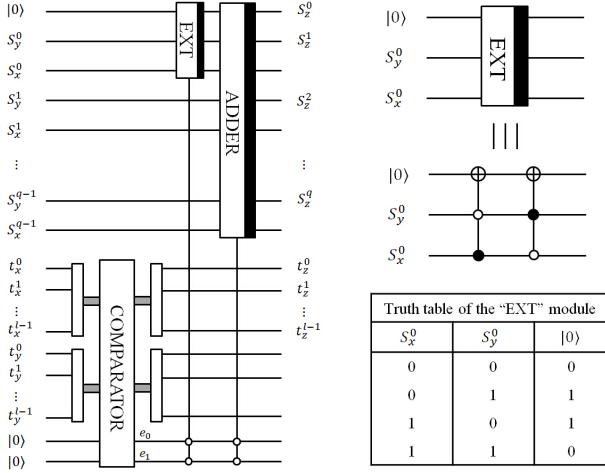 |0⟩ S_z^0
S_y^0 S_z^1
S_x^0
S_y^1 S_z^2
S_x^1
⋮ ⋮
S_y^{q-1} S_z^q
S_x^{q-1}
EXT
ADDER
t_x^0 t_z^0
t_x^1 t_z^1
⋮ ⋮
t_x^{l-1} t_z^{l-1}
t_y^0
t_y^1
⋮
t_y^{l-1}
COMPARATOR
|0⟩ e_0
|0⟩ e_1
|0⟩
S_y^0
S_x^0
EXT
|0⟩
S_y^0
S_x^0
Truth table of the “EXT” module
S_x^0 S_y^0 |0⟩
0 0 0
0 1 1
1 0 1
1 1 0